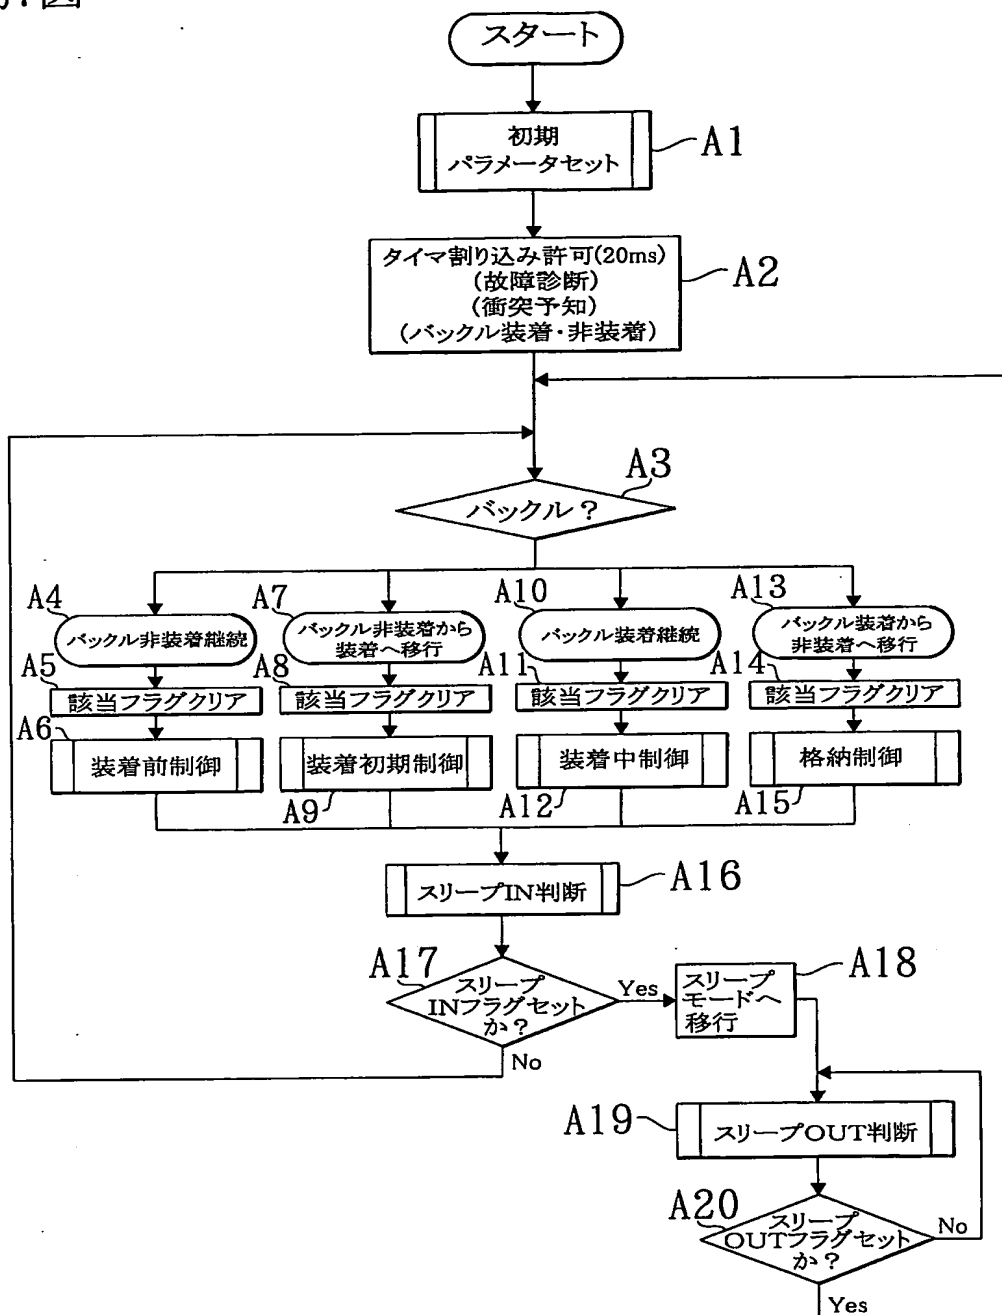 スタート
初期
パラメータセット
A1
タイマ割り込み許可(20ms)
(故障診断)
(衝突予知)
(バックル装着・非装着)
A2
A3
バックル?
A4
バックル非装着継続
A5
該当フラグクリア
A6
装着前制御
A7
バックル非装着から
装着へ移行
A8
該当フラグクリア
装着初期制御
A9
A10
バックル装着継続
A11
該当フラグクリア
装着中制御
A12
A13
バックル装着から
非装着へ移行
A14
該当フラグクリア
格納制御
A15
スリープIN判断
A16
A17
スリープ
INフラグセット
か?
Yes
No
スリープ
モードへ
移行
A18
A19
スリープOUT判断
A20
スリープ
OUTフラグセット
か?
No
Yes